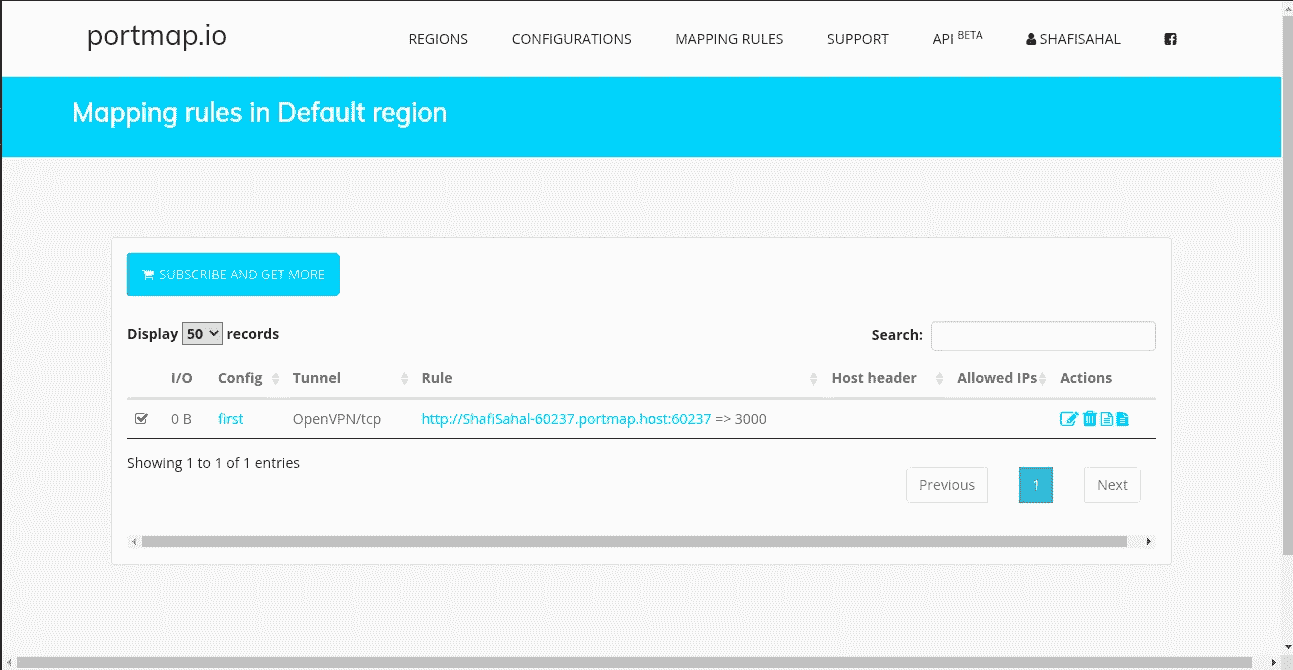 portmap.io
REGIONS CONFIGURATIONS MAPPING RULES SUPPORT API BETA SHAFISAHAL
Mapping rules in Default region
SUBSCRIBE AND GET MORE
Display 50 records Search:
I/O Config Tunnel Rule Host header Allowed IPs Actions
0 B first OpenVPN/tcp http://ShafiSahal-60237.portmap.host:60237 => 3000
Showing 1 to 1 of 1 entries
Previous 1 Next